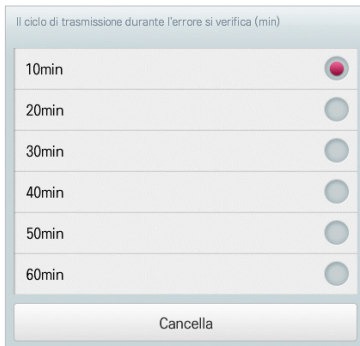 Il ciclo di trasmissione durante l'errore si verifica (min)
10min
20min
30min
40min
50min
60min
Cancella